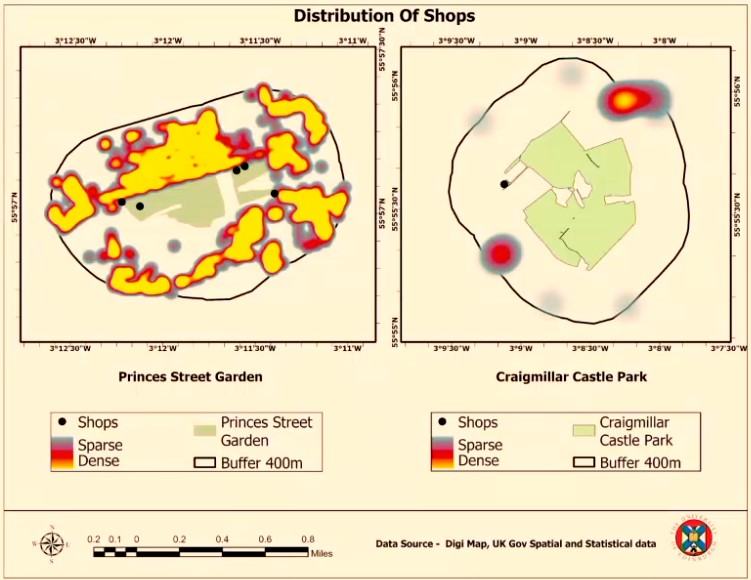 Distribution Of Shops
3°12'30"W 3°12'W 3°11'30"W 3°11'W
55°57'30"N
55°57'N
55°57'N
3°12'30"W 3°12'W 3°11'30"W 3°11'W
3°9'30"W 3°9'W 3°8'30"W 3°8'W
55°56'N
55°55'30"N
55°55'N
55°56'N
55°55'30"N
3°9'30"W 3°9'W 3°8'30"W 3°8'W 3°7'30"W
Princes Street Garden
Craigmillar Castle Park
Shops
Sparse
Dense
Princes Street
Garden
Buffer 400m
Shops
Sparse
Dense
Craigmillar
Castle Park
Buffer 400m
N
W E
S
0.2 0.1 0 0.2 0.4 0.6 0.8
Miles
Data Source - Digi Map, UK Gov Spatial and Statistical data